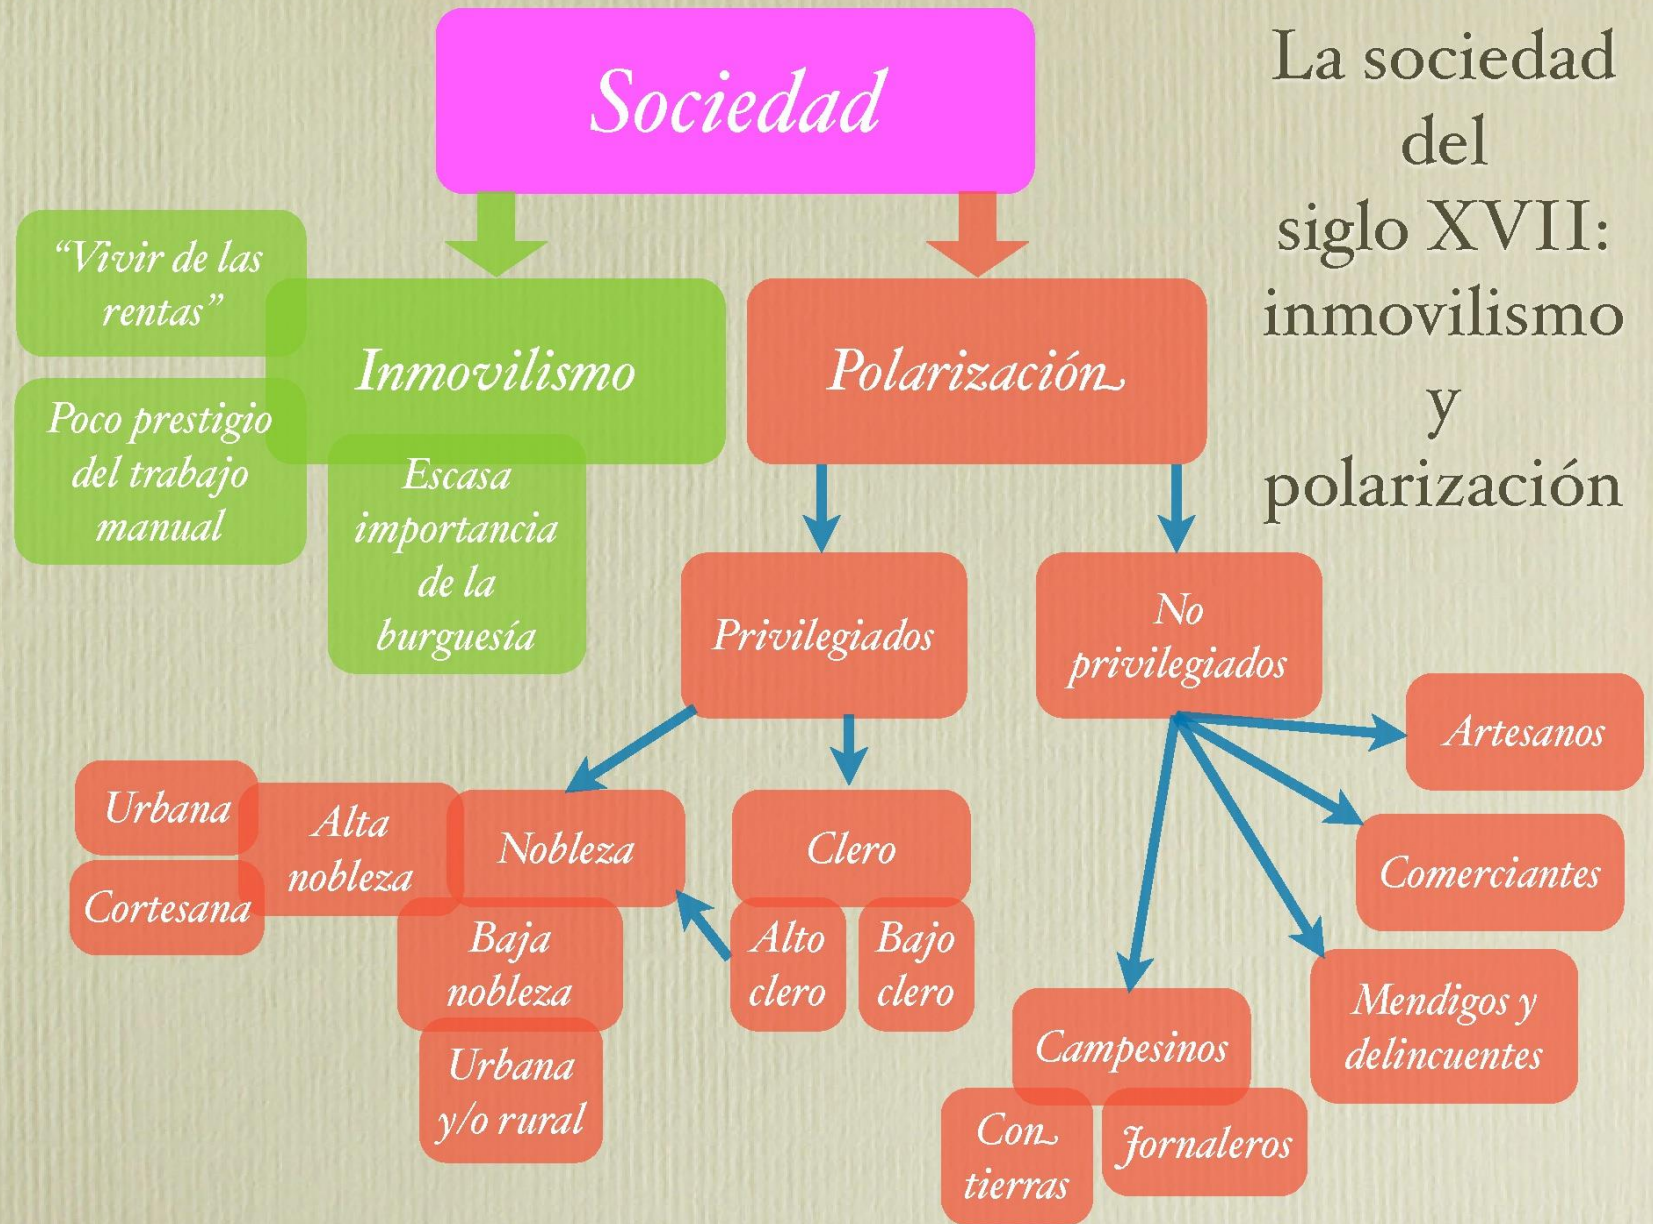 Sociedad
La sociedad
del
siglo XVII:
inmovilismo
y
polarización
“Vivir de las
rentas”
Inmovilismo
Polarización
Poco prestigio
del trabajo
manual
Escasa
importancia
de la
burguesía
Privilegiados
No
privilegiados
Artesanos
Urbana
Alta
nobleza
Nobleza
Clero
Comerciantes
Cortesana
Baja
nobleza
Alto
clero
Bajo
clero
Mendigos y
delincuentes
Campesinos
Urbana
y/o rural
Con
tierras
Jornaleros